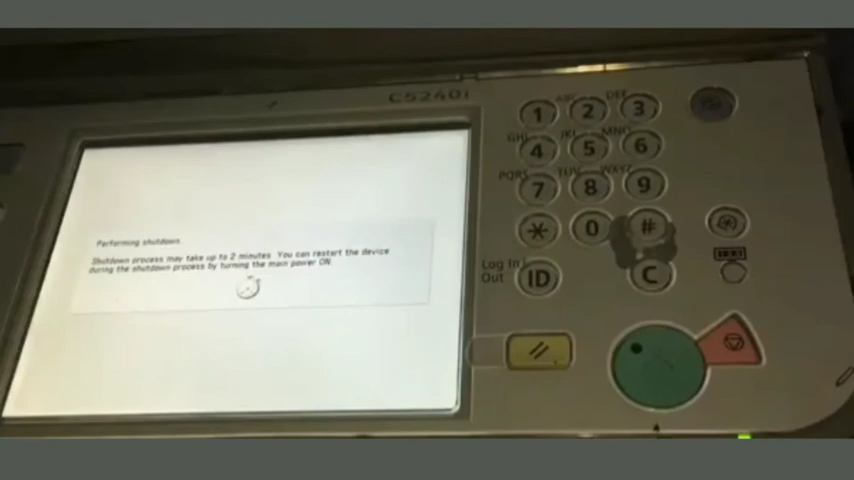 C5240i
Performing shutdown.
Shutdown process may take up to 2 minutes. You can restart the device
during the shutdown process by turning the main power ON.
1 ABC 2 DEF 3
GHI 4 JKL 5 MNO 6
PQRS 7 TUV 8 WXYZ 9
* 0 #
Log In
Out ID C